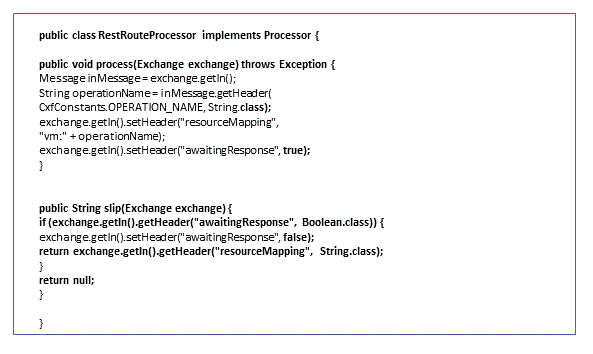 public class RestRouteProcessor implements Processor {
public void process(Exchange exchange) throws Exception {
Message inMessage = exchange.getIn();
String operationName = inMessage.getHeader(
CxfConstants.OPERATION_NAME, String.class);
exchange.getIn().setHeader("resourceMapping",
"vm:" + operationName);
exchange.getIn().setHeader("awaitingResponse", true);
}
public String slip(Exchange exchange) {
if (exchange.getIn().getHeader("awaitingResponse", Boolean.class)) {
exchange.getIn().setHeader("awaitingResponse", false);
return exchange.getIn().getHeader("resourceMapping", String.class);
}
return null;
}
}